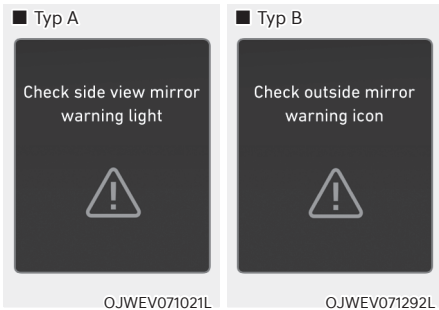 ■ Typ A
Check side view mirror
warning light
OJWEV071021L
■ Typ B
Check outside mirror
warning icon
OJWEV071292L